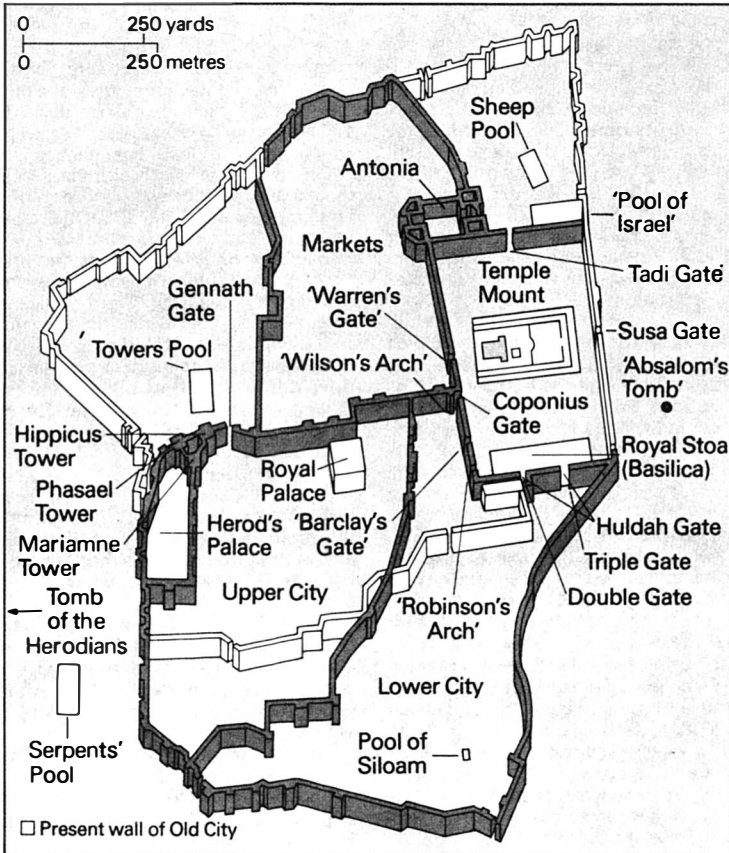 0 250 yards
0 250 metres
Sheep
Pool
Antonia
'Pool of
Israel'
Markets
Tadi Gate
Gennath
Gate
'Warren's
Gate'
Temple
Mount
Susa Gate
'Towers Pool
'Wilson's Arch'
'Absalom's
Tomb'
Coponius
Gate
Hippicus
Tower
Royal Stoa
(Basilica)
Royal
Palace
Phasael
Tower
Herod's
Palace
'Barclay's
Gate'
Huldah Gate
Mariamne
Tower
Triple Gate
Upper City
Double Gate
'Robinson's
Arch'
Tomb
of the
Herodians
Lower City
Serpents'
Pool
Pool of
Siloam
Present wall of Old City